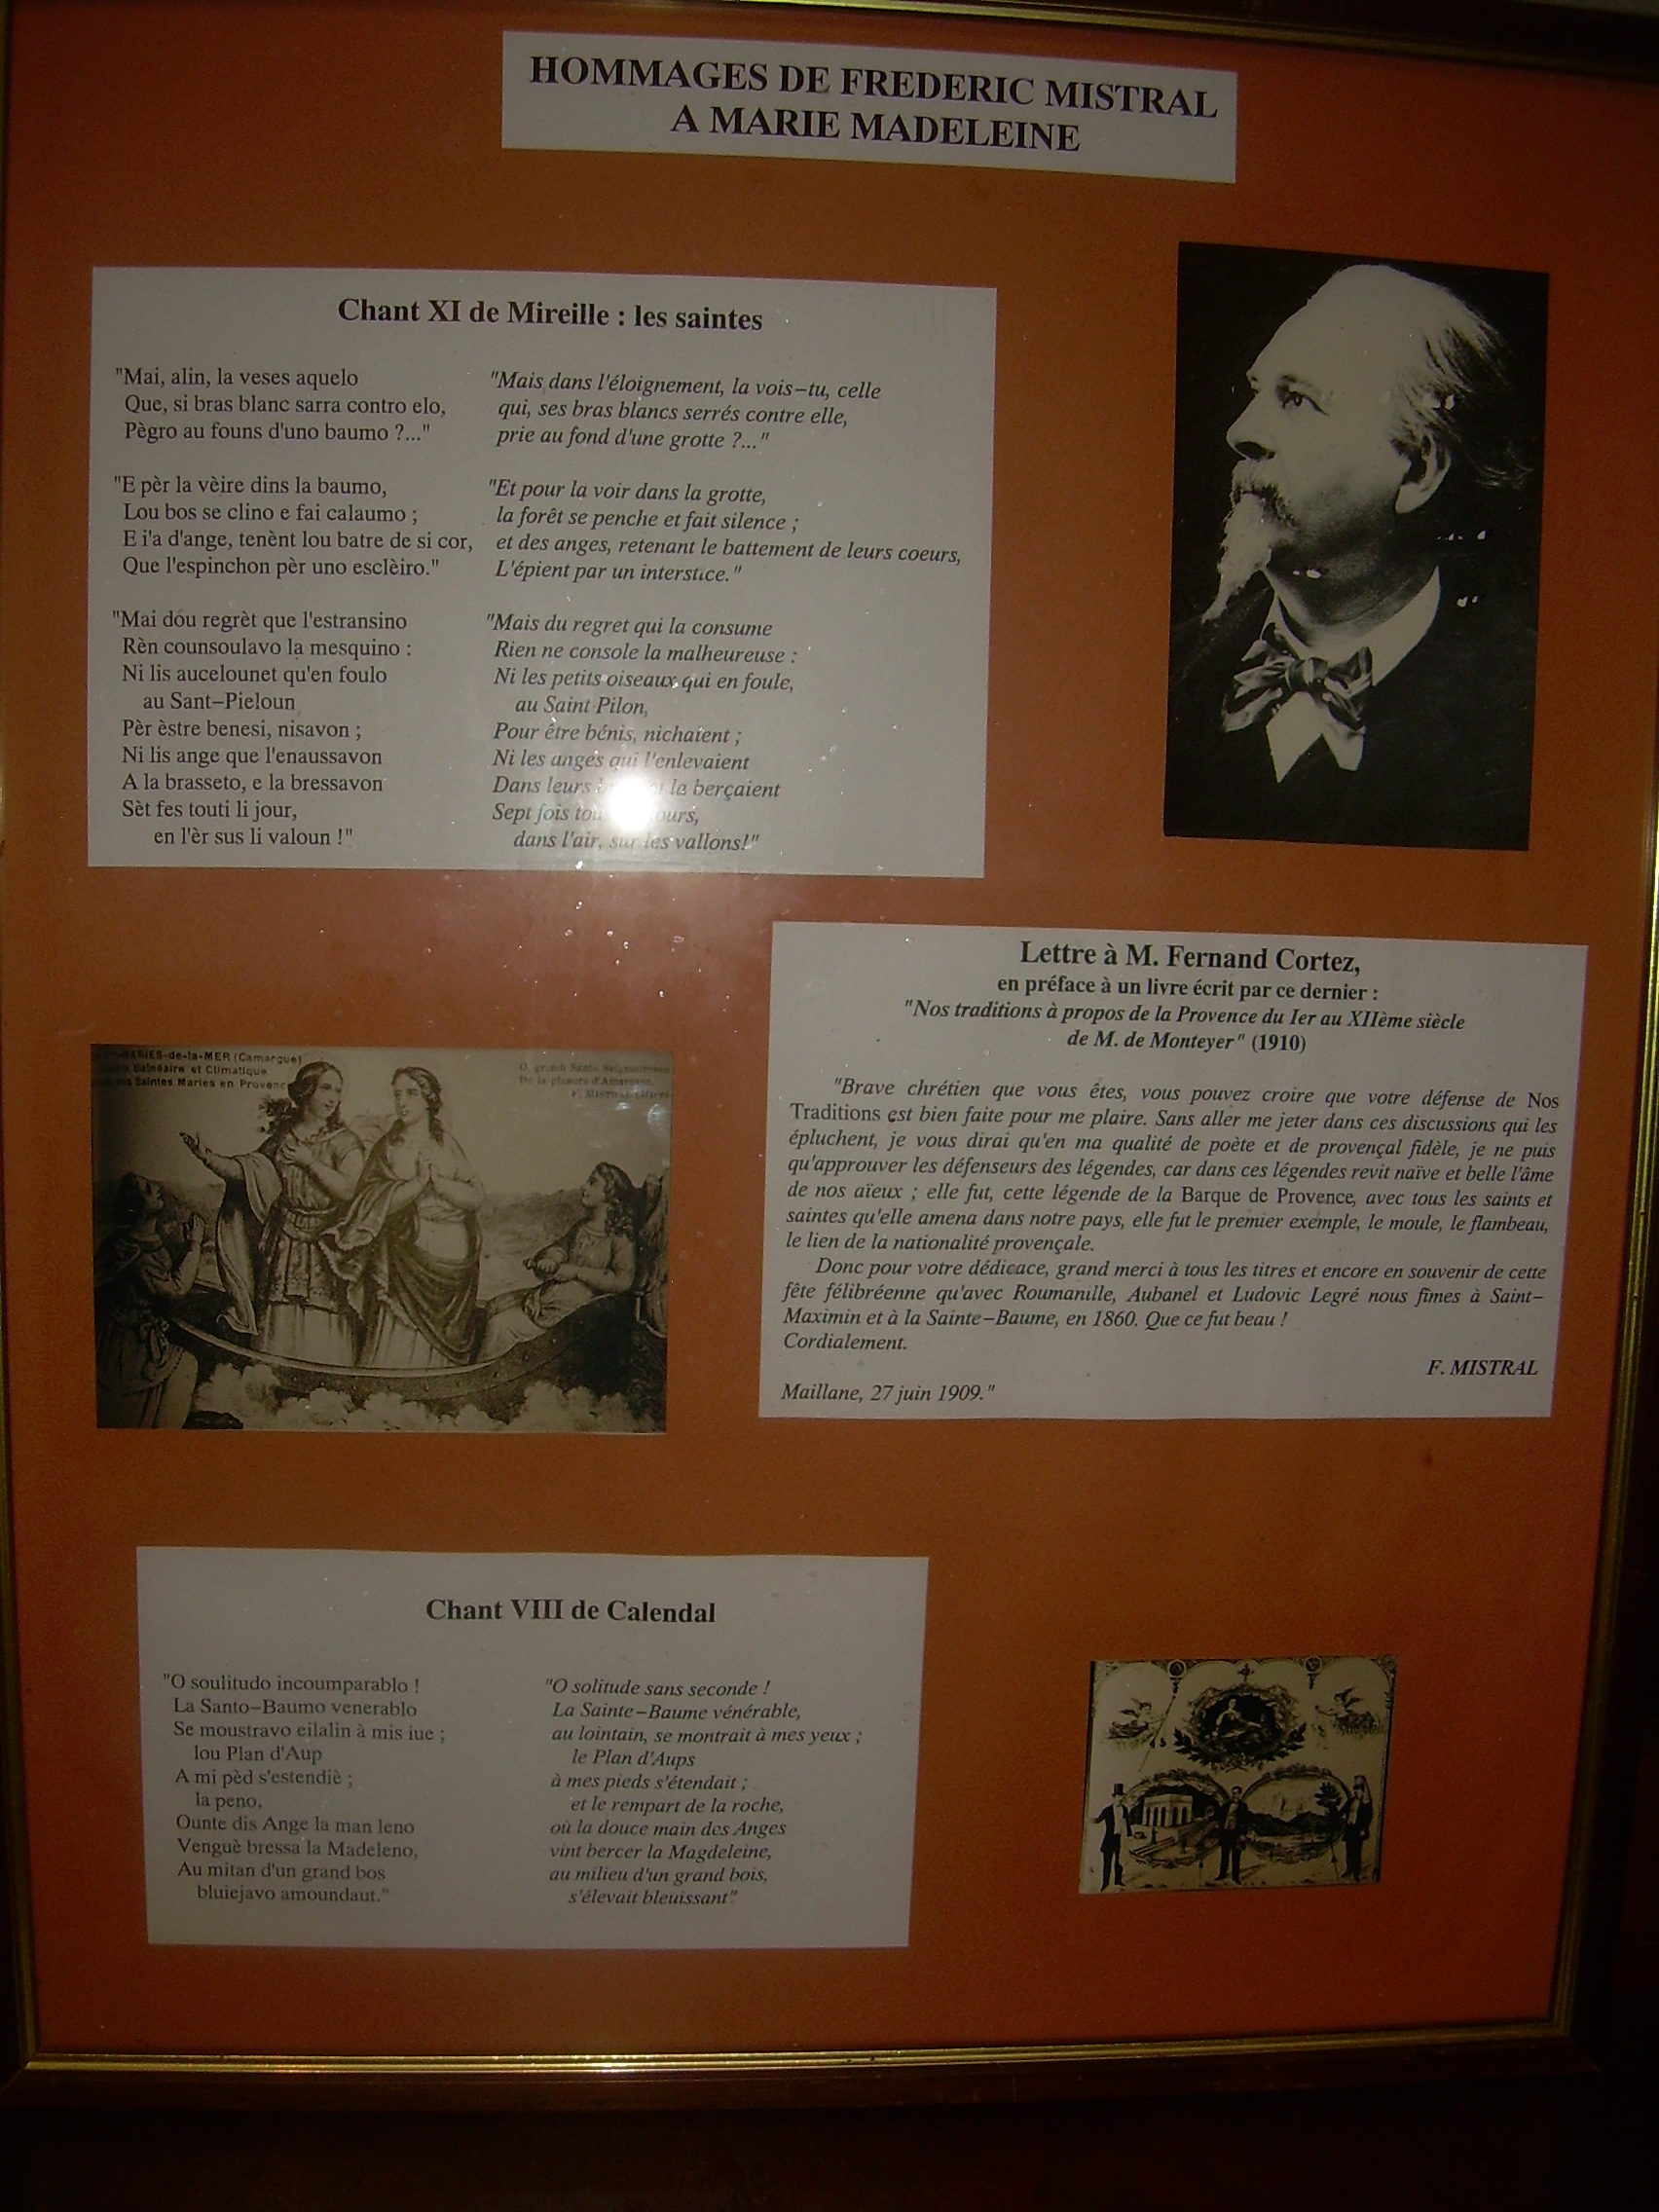 HOMMAGES DE FREDERIC MISTRAL
A MARIE MADELEINE
Chant XI de Mireille : les saintes
"Mai, alin, la veses aquelo
Que, si bras blanc sarra contro elo,
Pègro au founs d'uno baumo ?..."
"E pèr la vèire dins la baumo,
Lou bos se clino e fai calaumo ;
E i'a d'ange, tenènt lou batre de si cor,
Que l'espinchon pèr uno esclèiro."
"Mai dóu regrèt que l'estransino
Rèn counsoulavo la mesquino :
Ni lis aucelounet qu'en foulo
au Sant-Pieloun
Pèr èstre benesi, nisavon ;
Ni lis ange que l'enaussavon
A la brasseto, e la bressavon
Sèt fes touti li jour,
en l'èr sus li valoun !"
"Mais dans l'éloignement, la vois-tu, celle
qui, ses bras blancs serrés contre elle,
prie au fond d'une grotte ?..."
"Et pour la voir dans la grotte,
la forêt se penche et fait silence ;
et des anges, retenant le battement de leurs coeurs,
L'épient par un interstice."
"Mais du regret qui la consume
Rien ne console la malheureuse :
Ni les petits oiseaux qui en foule,
au Saint Pilon,
Pour être bénis, nichaient ;
Ni les anges qui l'enlevaient
Dans leurs la berçaient
Sept fois
dans l'air, sur les vallons!"
Lettre à M. Fernand Cortez,
en préface à un livre écrit par ce dernier :
"Nos traditions à propos de la Provence du Ier au XIIème siècle
de M. de Monteyer" (1910)
"Brave chrétien que vous êtes, vous pouvez croire que votre défense de Nos
Traditions est bien faite pour me plaire. Sans aller me jeter dans ces discussions qui les
épluchent, je vous dirai qu'en ma qualité de poète et de provençal fidèle, je ne puis
qu'approuver les défenseurs des légendes, car dans ces légendes revit naïve et belle l'âme
de nos aïeux ; elle fut, cette légende de la Barque de Provence, avec tous les saints et
saintes qu'elle amena dans notre pays, elle fut le premier exemple, le moule, le flambeau,
le lien de la nationalité provençale.
Donc pour votre dédicace, grand merci à tous les titres et encore en souvenir de cette
fête félibréenne qu'avec Roumanille, Aubanel et Ludovic Legré nous fîmes à Saint-
Maximin et à la Sainte-Baume, en 1860. Que ce fut beau !
Cordialement.
F. MISTRAL
Maillane, 27 juin 1909."
MARIES-de-la-MER (Camargue)
Balnéaire et Climatique
Saintes Maries en Provence
O. grandi Santo
F. MISTRAL
Chant VIII de Calendal
"O soulitudo incoumparablo !
La Santo-Baumo venerablo
Se moustravo eilalin à mis iue ;
lou Plan d'Aup
A mi pèd s'estendiè ;
la peno,
Ounte dis Ange la man leno
Venguè bressa la Madeleno,
Au mitan d'un grand bos
bluiejavo amoundaut."
"O solitude sans seconde !
La Sainte-Baume vénérable,
au lointain, se montrait à mes yeux ;
le Plan d'Aups
à mes pieds s'étendait ;
et le rempart de la roche,
où la douce main des Anges
vint bercer la Magdeleine,
au milieu d'un grand bois,
s'élevait bleuissant"